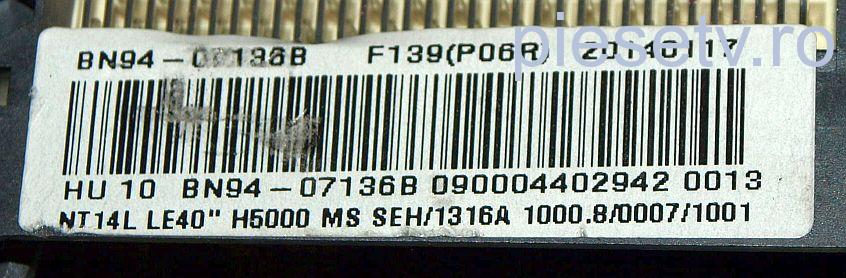 BN94-07136B F139(P06R) 20140117
piesetv.ro
HU 10 BN94-07136B 090004402942 0013
NT14L LE40" H5000 MS SEH/1316A 1000.8/0007/1001